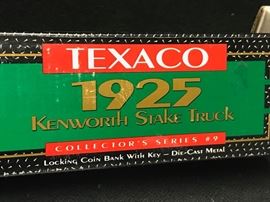 TEXACO
1925
KENWORTH STAKE TRUCK
COLLECTOR'S SERIES #9
LOCKING COIN BANK WITH KEY – DIE-CAST METAL